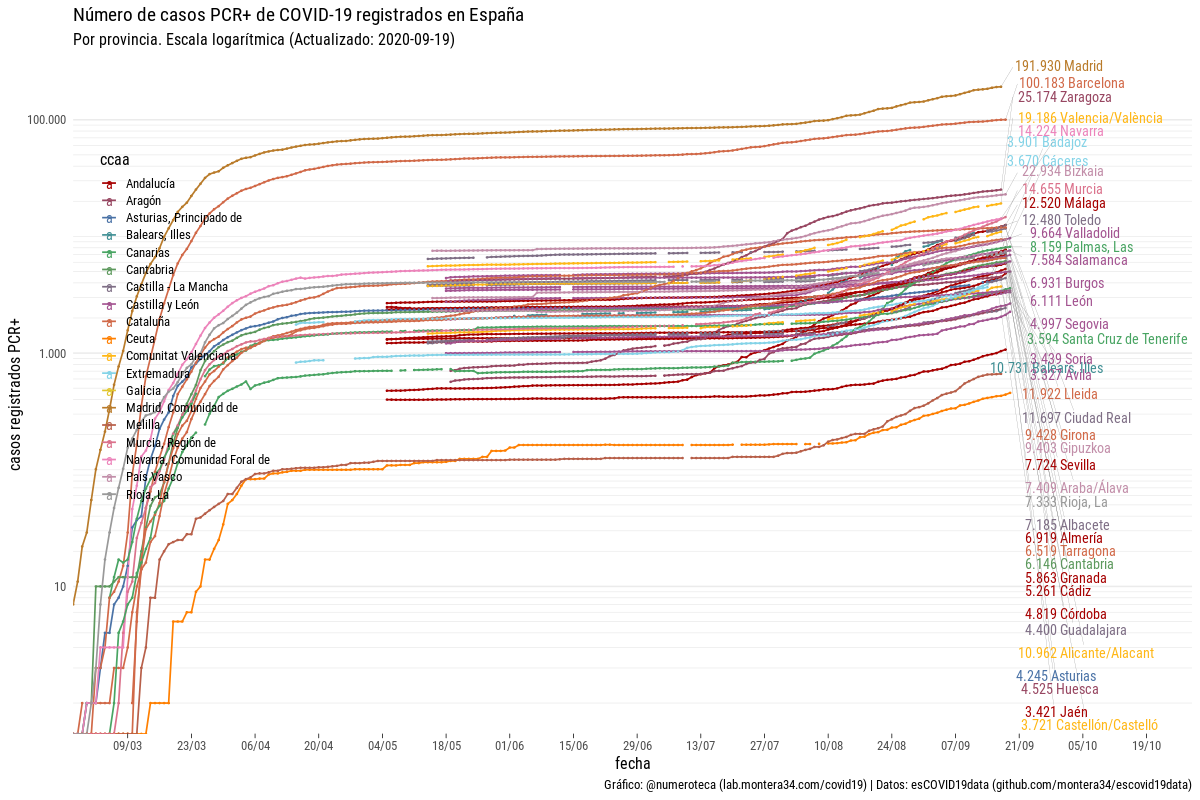 Número de casos PCR+ de COVID-19 registrados en España
Por provincia. Escala logarítmica (Actualizado: 2020-09-19)
191.930 Madrid
100.183 Barcelona
25.174 Zaragoza
19.186 Valencia/València
14.224 Navarra
3.901 Badajoz
3.670 Cáceres
22.934 Bizkaia
14.655 Murcia
12.520 Málaga
12.480 Toledo
9.664 Valladolid
8.159 Palmas, Las
7.584 Salamanca
6.931 Burgos
6.111 León
4.997 Segovia
3.594 Santa Cruz de Tenerife
3.439 Soria
10.731 Balears, Illes
3.327 Ávila
11.922 Lleida
11.697 Ciudad Real
9.428 Girona
9.403 Gipuzkoa
7.724 Sevilla
7.409 Araba/Álava
7.333 Rioja, La
7.185 Albacete
6.919 Almería
6.519 Tarragona
6.146 Cantabria
5.863 Granada
5.261 Cádiz
4.819 Córdoba
4.400 Guadalajara
10.962 Alicante/Alacant
4.245 Asturias
4.525 Huesca
3.421 Jaén
3.721 Castellón/Castelló
100.000
1.000
10
casos registrados PCR+
ccaa
Andalucía
Aragón
Asturias, Principado de
Balears, Illes
Canarias
Cantabria
Castilla - La Mancha
Castilla y León
Cataluña
Ceuta
Comunitat Valenciana
Extremadura
Galicia
Madrid, Comunidad de
Melilla
Murcia, Región de
Navarra, Comunidad Foral de
País Vasco
Rioja, La
09/03 23/03 06/04 20/04 04/05 18/05 01/06 15/06 29/06 13/07 27/07 10/08 24/08 07/09 21/09 05/10 19/10
fecha
Gráfico: @numeroteca (lab.montera34.com/covid19) | Datos: esCOVID19data (github.com/montera34/escovid19data)